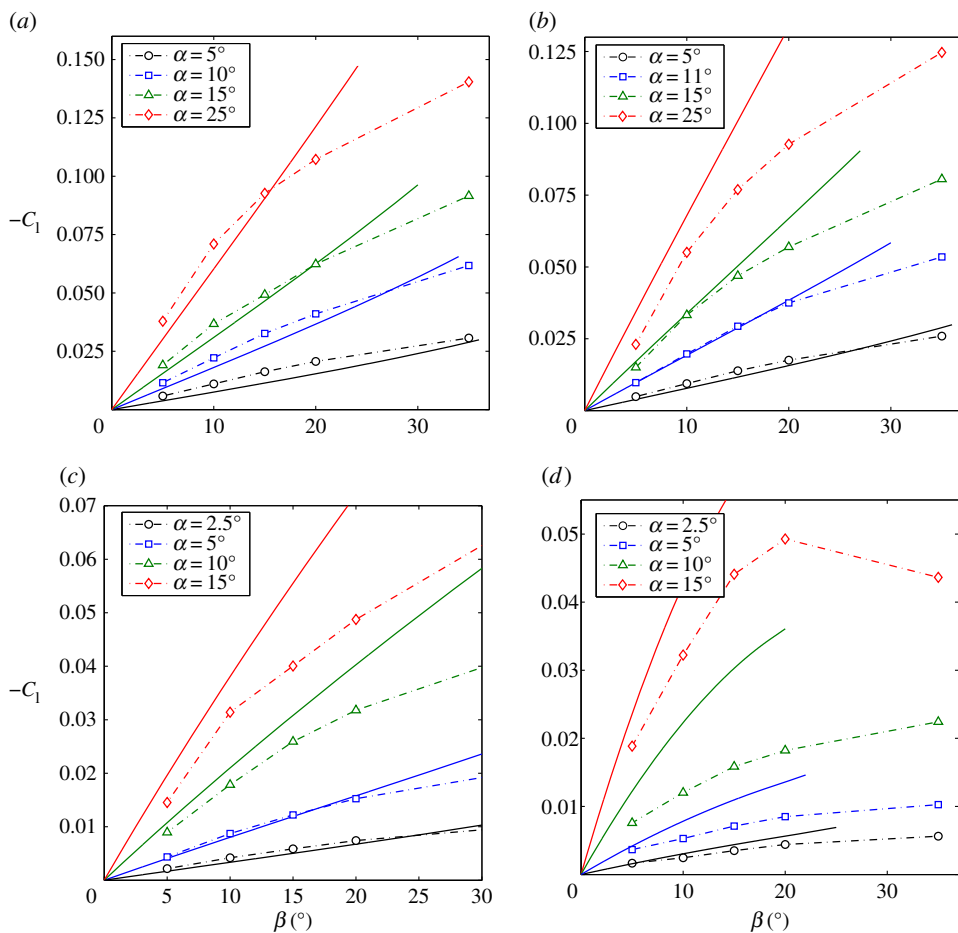 (a)
0.150
0.125
0.100
0.075
0.050
0.025
−C₁
α = 5°
α = 10°
α = 15°
α = 25°
0 10 20 30
(b)
0.125
0.100
0.075
0.050
0.025
α = 5°
α = 11°
α = 15°
α = 25°
0 10 20 30
(c)
0.07
0.06
0.05
0.04
0.03
0.02
0.01
−C₁
α = 2.5°
α = 5°
α = 10°
α = 15°
0 5 10 15 20 25 30
β (°)
(d)
0.05
0.04
0.03
0.02
0.01
α = 2.5°
α = 5°
α = 10°
α = 15°
0 10 20 30
β (°)